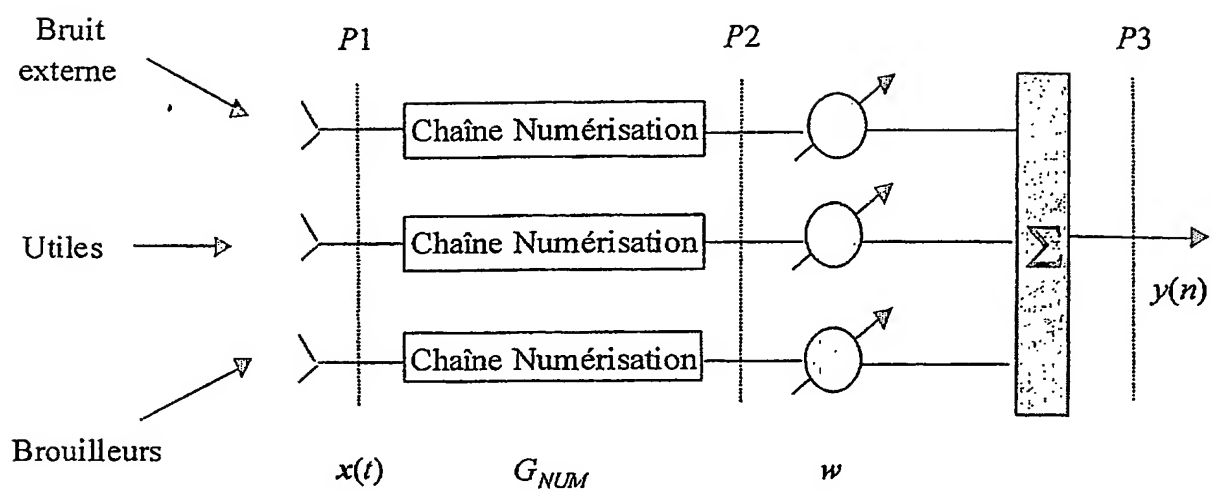 Bruit
externe
P1
P2
P3
Chaîne Numérisation
Utiles
Chaîne Numérisation
Σ
y(n)
Chaîne Numérisation
Brouilleurs
x(t)
G_NUM
w